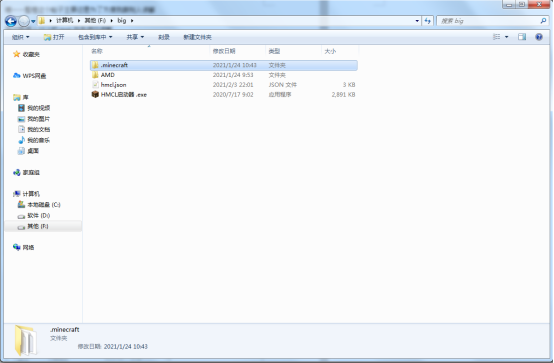 计算机 ▸ 其他 (F:) ▸ big ▸
搜索 big
组织 打开 包含到库中 共享 刻录 新建文件夹
名称 修改日期 类型 大小
.minecraft 2021/1/24 10:43 文件夹
AMD 2021/1/24 9:53 文件夹
hmcl.json 2021/2/3 22:01 JSON 文件 3 KB
HMCL启动器 .exe 2020/7/17 9:02 应用程序 2,891 KB
收藏夹
WPS网盘
库
我的视频
我的图片
我的文档
我的音乐
桌面
家庭组
计算机
本地磁盘 (C:)
软件 (D:)
其他 (F:)
网络
.minecraft
文件夹
修改日期: 2021/1/24 10:43